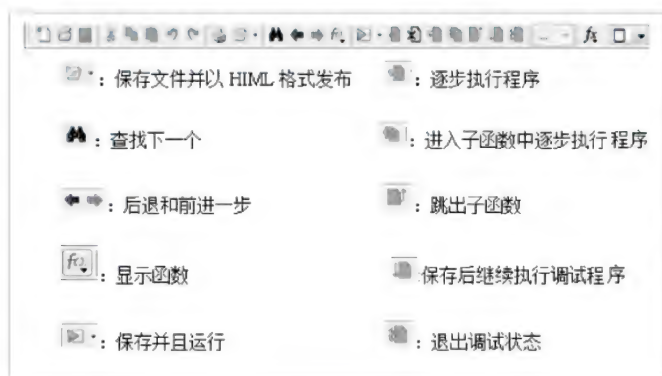 fx
：保存文件并以 HIML 格式发布
：逐步执行程序
：查找下一个
：进入子函数中逐步执行程序
：后退和前进一步
：跳出子函数
f()
：显示函数
保存后继续执行调试程序
：保存并且运行
：退出调试状态